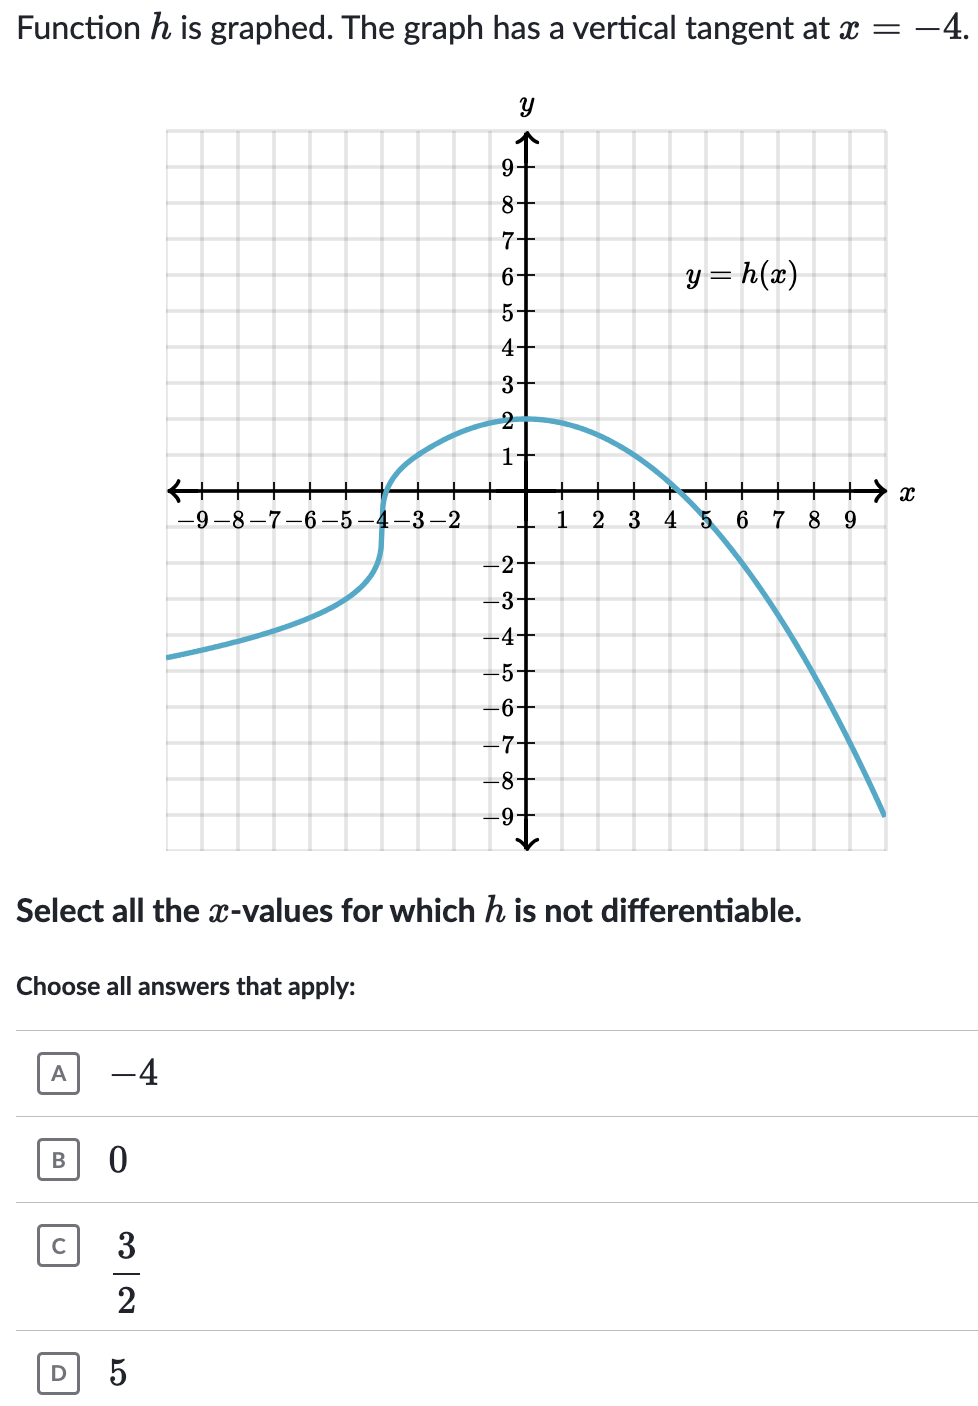 Function h is graphed. The graph has a vertical tangent at x = −4.
y
9
8
7
6
y = h(x)
5
4
3
2
1
x
−9 −8 −7 −6 −5 −4 −3 −2 1 2 3 4 5 6 7 8 9
−2
−3
−4
−5
−6
−7
−8
−9
Select all the x-values for which h is not differentiable.
Choose all answers that apply:
A −4
B 0
C 3/2
D 5